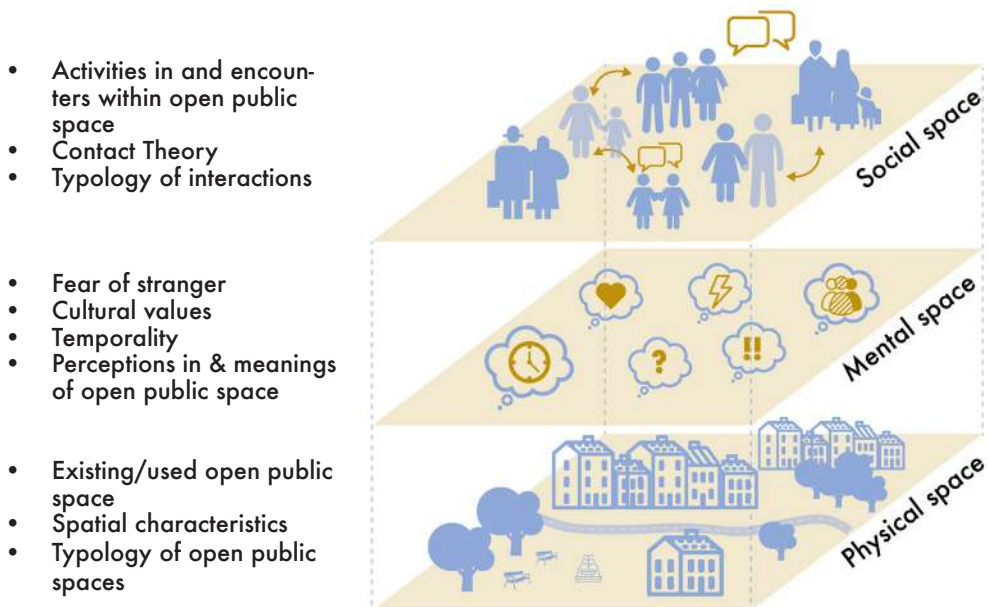 • Activities in and encoun-
ters within open public
space
• Contact Theory
• Typology of interactions
Social space
• Fear of stranger
• Cultural values
• Temporality
• Perceptions in & meanings
of open public space
?
!!
Mental space
• Existing/used open public
space
• Spatial characteristics
• Typology of open public
spaces
Physical space